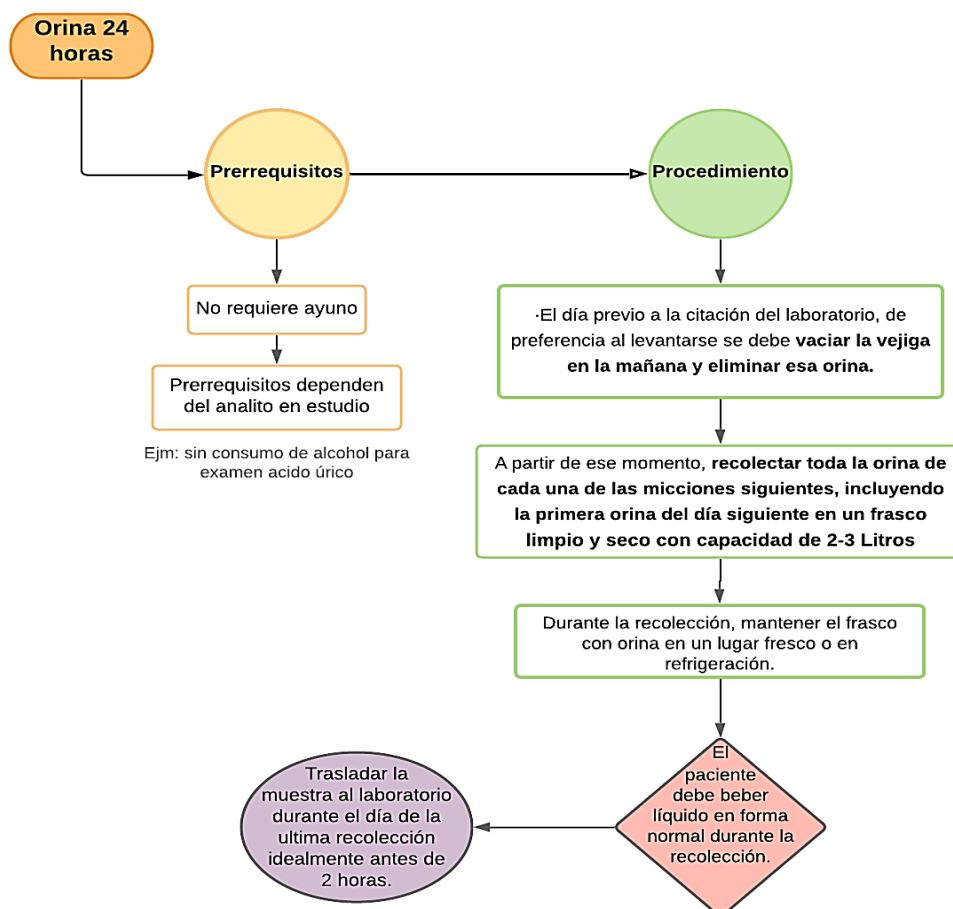 Orina 24
horas
Prerrequisitos
Procedimiento
No requiere ayuno
Prerrequisitos dependen
del analito en estudio
Ejm: sin consumo de alcohol para
examen acido úrico
·El día previo a la citación del laboratorio, de
preferencia al levantarse se debe vaciar la vejiga
en la mañana y eliminar esa orina.
A partir de ese momento, recolectar toda la orina de
cada una de las micciones siguientes, incluyendo
la primera orina del día siguiente en un frasco
limpio y seco con capacidad de 2-3 Litros
Durante la recolección, mantener el frasco
con orina en un lugar fresco o en
refrigeración.
El
paciente
debe beber
líquido en forma
normal durante la
recolección.
Trasladar la
muestra al laboratorio
durante el día de la
ultima recolección
idealmente antes de
2 horas.